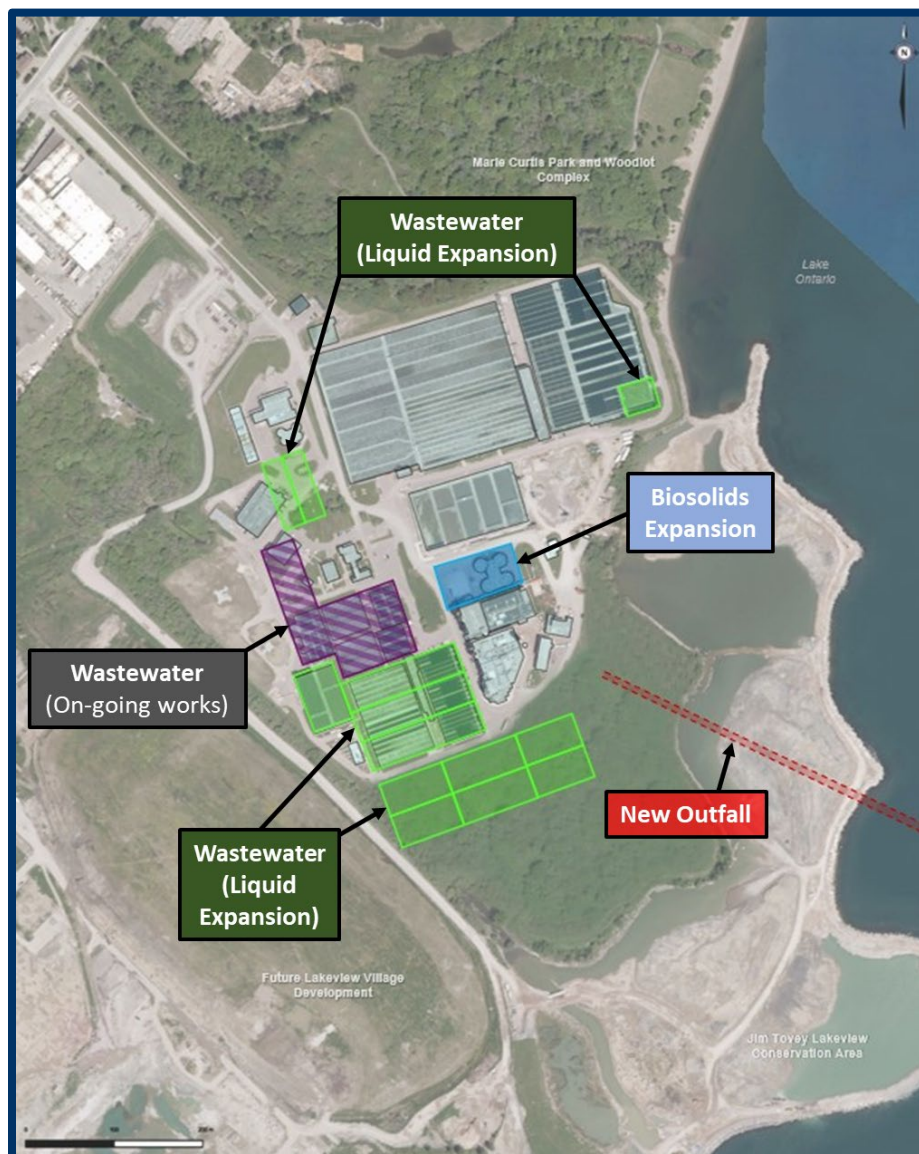 N
Marie Curtis Park and Woodlot
Complex
Wastewater
(Liquid Expansion)
Lake
Ontario
Biosolids
Expansion
Wastewater
(On-going works)
New Outfall
Wastewater
(Liquid
Expansion)
Future Lakeview Village
Development
Jim Tovey Lakeview
Conservation Area